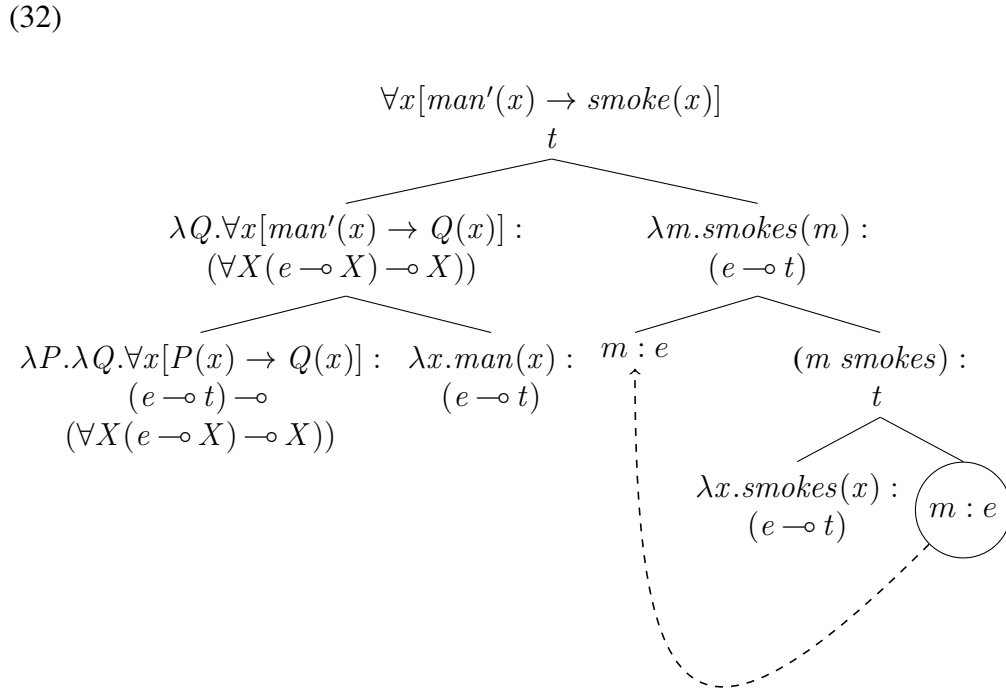 (32)
∀x[man′(x) → smoke(x)]
t
λQ.∀x[man′(x) → Q(x)] : λm.smokes(m) :
(∀X(e ⊸ X) ⊸ X)) (e ⊸ t)
λP.λQ.∀x[P(x) → Q(x)] : λx.man(x) : m : e (m smokes) :
(e ⊸ t) ⊸ (e ⊸ t) t
(∀X(e ⊸ X) ⊸ X))
λx.smokes(x) : m : e
(e ⊸ t)